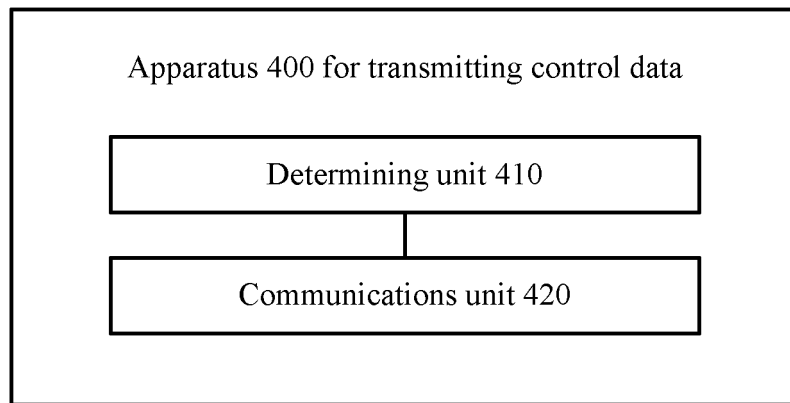 Apparatus 400 for transmitting control data
Determining unit 410
Communications unit 420